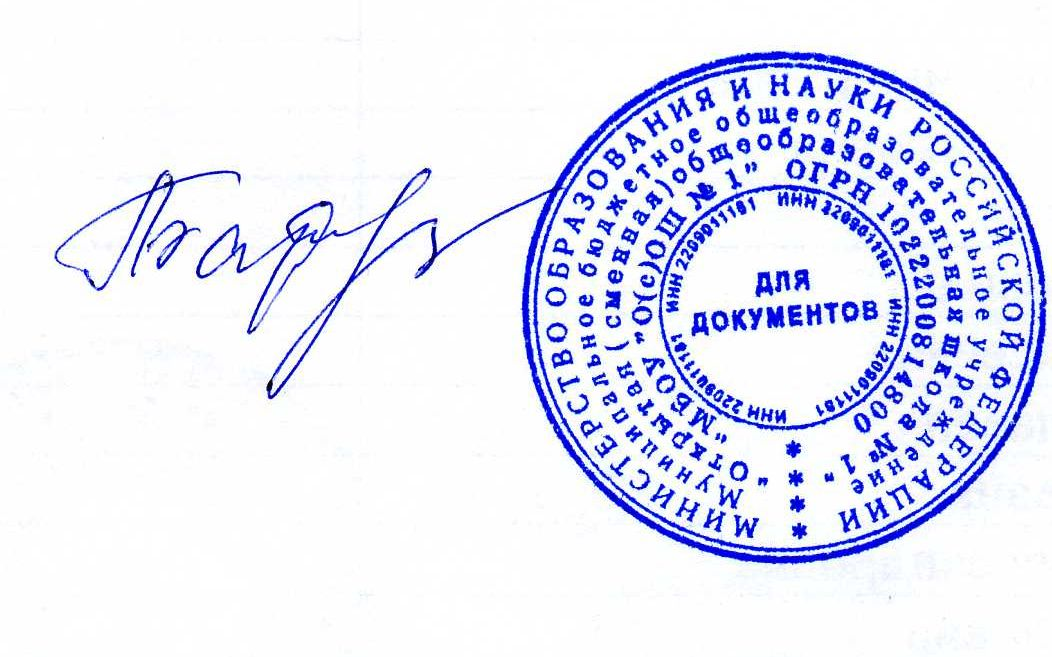 МИНИСТЕРСТВО ОБРАЗОВАНИЯ И НАУКИ РОССИЙСКОЙ ФЕДЕРАЦИИ *
Муниципальное бюджетное общеобразовательное учреждение *
"Открытая (сменная) общеобразовательная школа № 1" *
"МБОУ "О(с)ОШ № 1" ОГРН 1022200814800 *
ИНН 2209011181 ИНН 2209011181 ИНН 2209011181 ИНН 2209011181
ДЛЯ
ДОКУМЕНТОВ